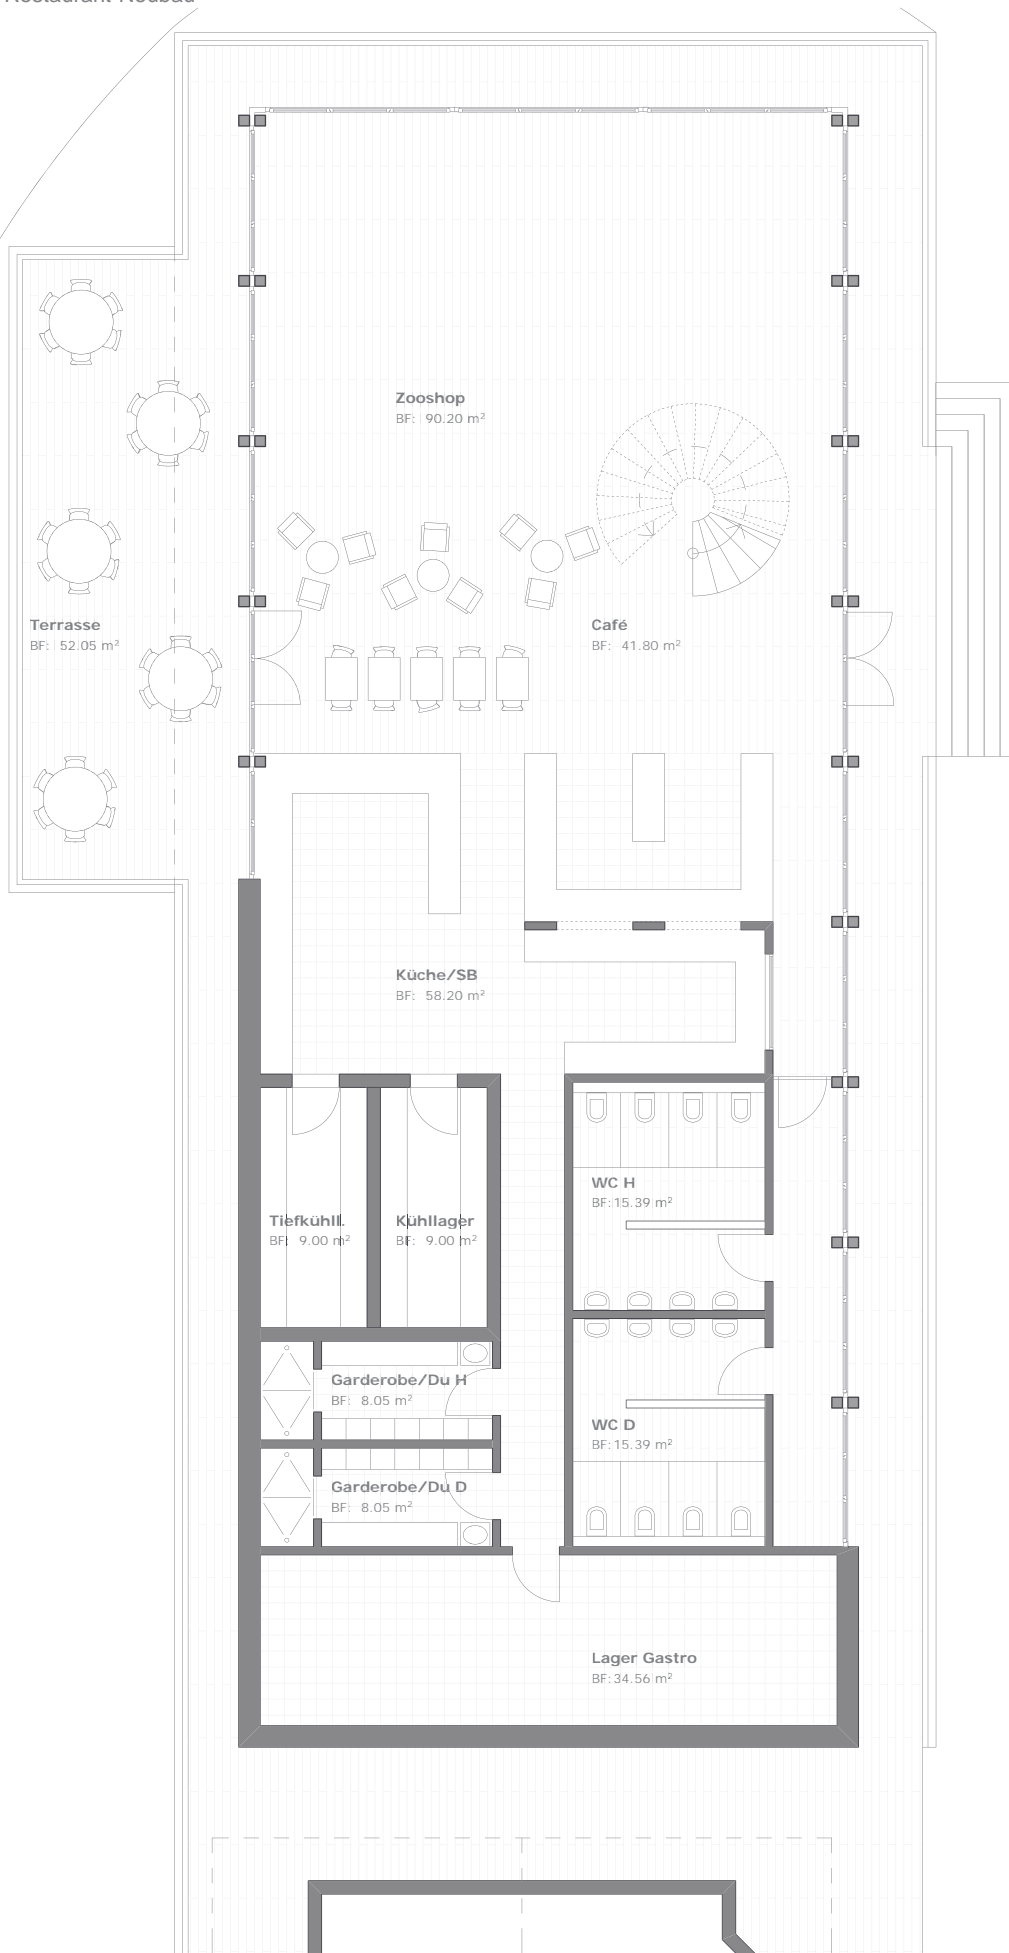 Restaurant Neubau
Zooshop
BF: 90.20 m²
Terrasse
BF: 52.05 m²
Café
BF: 41.80 m²
Küche/SB
BF: 58.20 m²
WC H
BF: 15.39 m²
Tiefkühll.
BF: 9.00 m²
Kühllager
BF: 9.00 m²
Garderobe/Du H
BF: 8.05 m²
WC D
BF: 15.39 m²
Garderobe/Du D
BF: 8.05 m²
Lager Gastro
BF: 34.56 m²